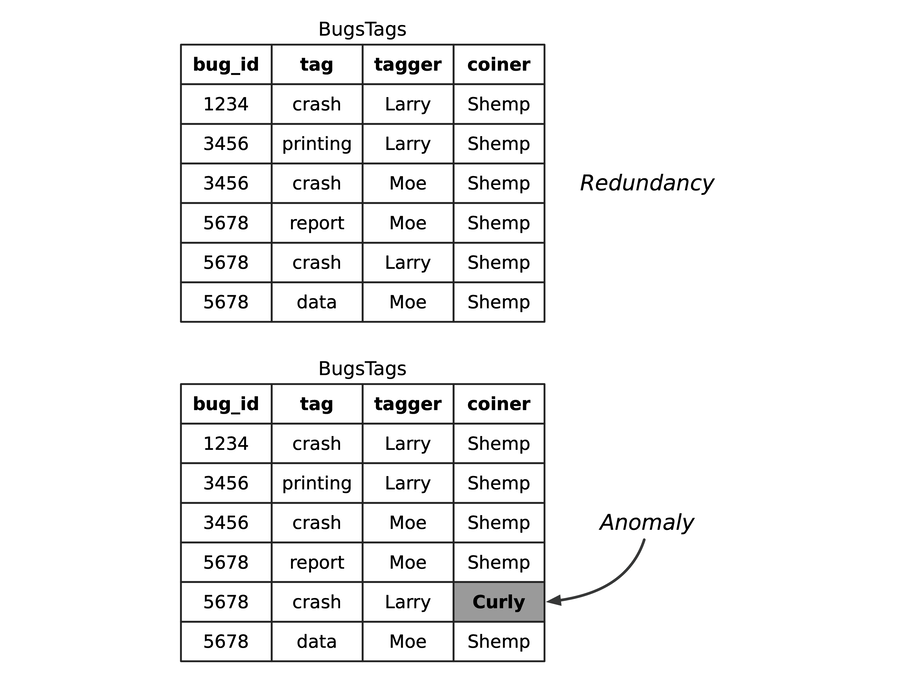 BugsTags
bug_id tag tagger coiner
1234 crash Larry Shemp
3456 printing Larry Shemp
3456 crash Moe Shemp
5678 report Moe Shemp
5678 crash Larry Shemp
5678 data Moe Shemp
Redundancy
BugsTags
bug_id tag tagger coiner
1234 crash Larry Shemp
3456 printing Larry Shemp
3456 crash Moe Shemp
5678 report Moe Shemp
5678 crash Larry Curly
5678 data Moe Shemp
Anomaly